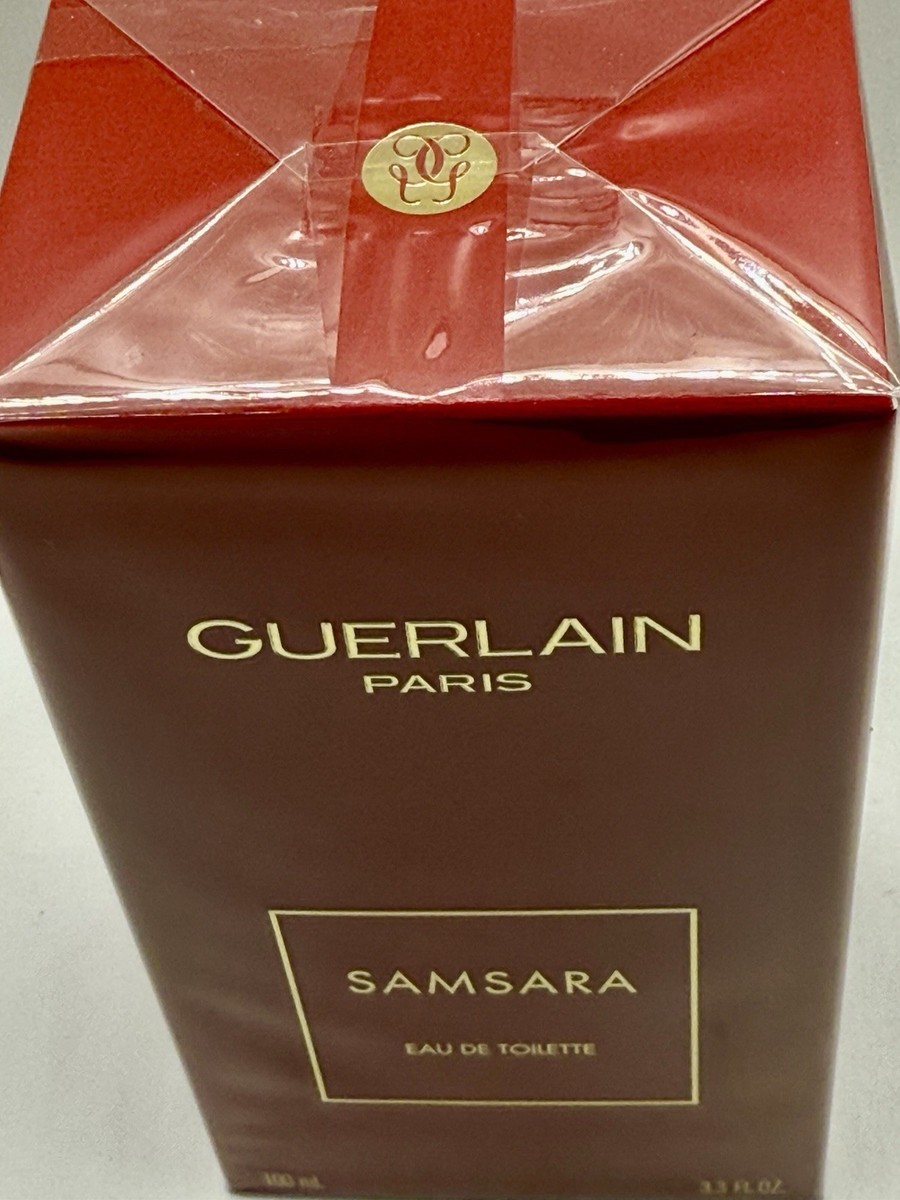 GUERLAIN
PARIS
SAMSARA
EAU DE TOILETTE
100 mL
3.3 FL.OZ.